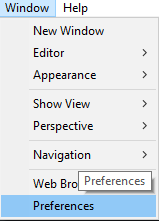 Window Help
New Window
Editor
Appearance
Show View
Perspective
Navigation
Web Bro
Preferences
Preferences